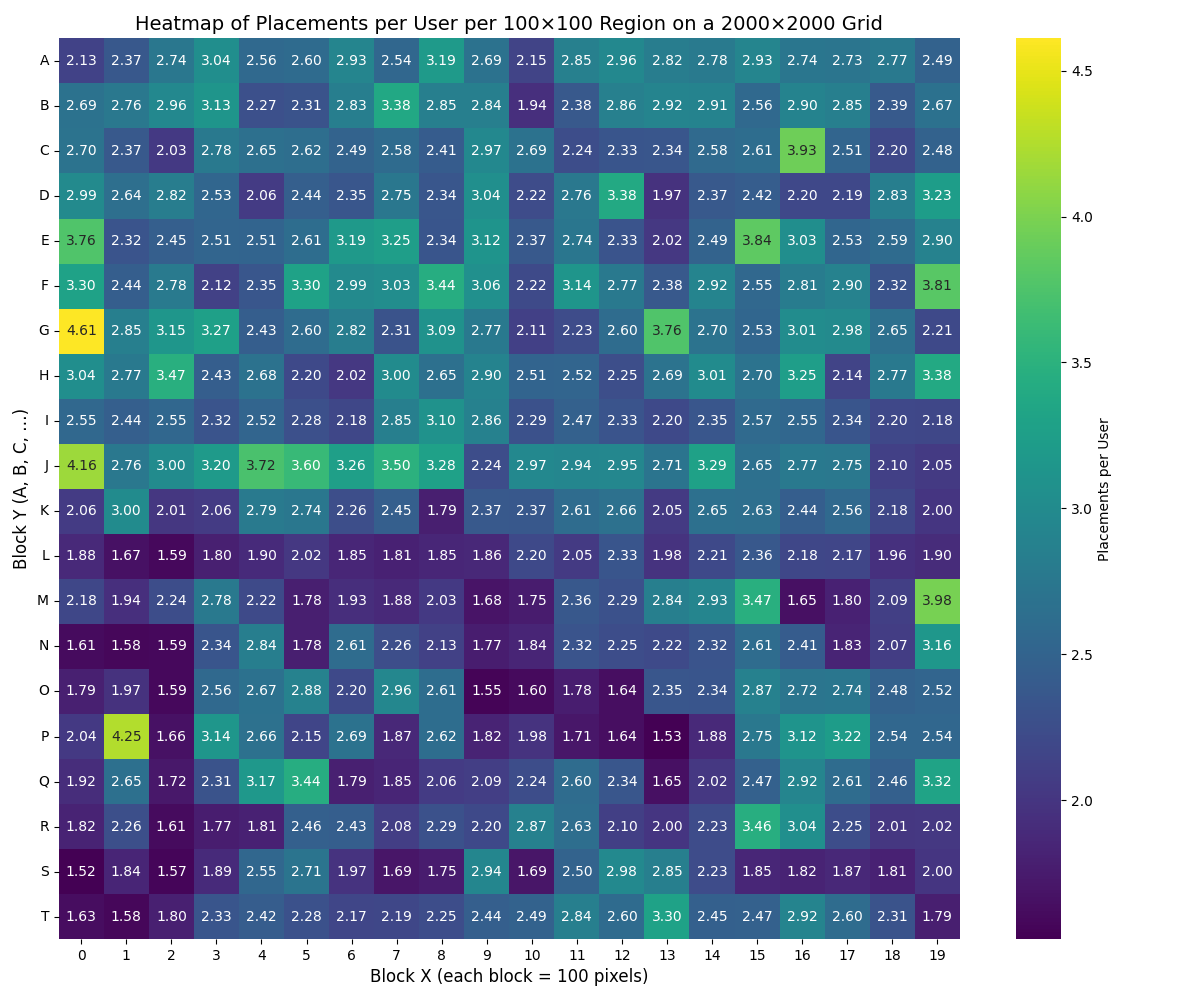 Heatmap of Placements per User per 100×100 Region on a 2000×2000 Grid
A 2.13 2.37 2.74 3.04 2.56 2.60 2.93 2.54 3.19 2.69 2.15 2.85 2.96 2.82 2.78 2.93 2.74 2.73 2.77 2.49
B 2.69 2.76 2.96 3.13 2.27 2.31 2.83 3.38 2.85 2.84 1.94 2.38 2.86 2.92 2.91 2.56 2.90 2.85 2.39 2.67
C 2.70 2.37 2.03 2.78 2.65 2.62 2.49 2.58 2.41 2.97 2.69 2.24 2.33 2.34 2.58 2.61 3.93 2.51 2.20 2.48
D 2.99 2.64 2.82 2.53 2.06 2.44 2.35 2.75 2.34 3.04 2.22 2.76 3.38 1.97 2.37 2.42 2.20 2.19 2.83 3.23
E 3.76 2.32 2.45 2.51 2.51 2.61 3.19 3.25 2.34 3.12 2.37 2.74 2.33 2.02 2.49 3.84 3.03 2.53 2.59 2.90
F 3.30 2.44 2.78 2.12 2.35 3.30 2.99 3.03 3.44 3.06 2.22 3.14 2.77 2.38 2.92 2.55 2.81 2.90 2.32 3.81
G 4.61 2.85 3.15 3.27 2.43 2.60 2.82 2.31 3.09 2.77 2.11 2.23 2.60 3.76 2.70 2.53 3.01 2.98 2.65 2.21
H 3.04 2.77 3.47 2.43 2.68 2.20 2.02 3.00 2.65 2.90 2.51 2.52 2.25 2.69 3.01 2.70 3.25 2.14 2.77 3.38
I 2.55 2.44 2.55 2.32 2.52 2.28 2.18 2.85 3.10 2.86 2.29 2.47 2.33 2.20 2.35 2.57 2.55 2.34 2.20 2.18
J 4.16 2.76 3.00 3.20 3.72 3.60 3.26 3.50 3.28 2.24 2.97 2.94 2.95 2.71 3.29 2.65 2.77 2.75 2.10 2.05
K 2.06 3.00 2.01 2.06 2.79 2.74 2.26 2.45 1.79 2.37 2.37 2.61 2.66 2.05 2.65 2.63 2.44 2.56 2.18 2.00
L 1.88 1.67 1.59 1.80 1.90 2.02 1.85 1.81 1.85 1.86 2.20 2.05 2.33 1.98 2.21 2.36 2.18 2.17 1.96 1.90
M 2.18 1.94 2.24 2.78 2.22 1.78 1.93 1.88 2.03 1.68 1.75 2.36 2.29 2.84 2.93 3.47 1.65 1.80 2.09 3.98
N 1.61 1.58 1.59 2.34 2.84 1.78 2.61 2.26 2.13 1.77 1.84 2.32 2.25 2.22 2.32 2.61 2.41 1.83 2.07 3.16
O 1.79 1.97 1.59 2.56 2.67 2.88 2.20 2.96 2.61 1.55 1.60 1.78 1.64 2.35 2.34 2.87 2.72 2.74 2.48 2.52
P 2.04 4.25 1.66 3.14 2.66 2.15 2.69 1.87 2.62 1.82 1.98 1.71 1.64 1.53 1.88 2.75 3.12 3.22 2.54 2.54
Q 1.92 2.65 1.72 2.31 3.17 3.44 1.79 1.85 2.06 2.09 2.24 2.60 2.34 1.65 2.02 2.47 2.92 2.61 2.46 3.32
R 1.82 2.26 1.61 1.77 1.81 2.46 2.43 2.08 2.29 2.20 2.87 2.63 2.10 2.00 2.23 3.46 3.04 2.25 2.01 2.02
S 1.52 1.84 1.57 1.89 2.55 2.71 1.97 1.69 1.75 2.94 1.69 2.50 2.98 2.85 2.23 1.85 1.82 1.87 1.81 2.00
T 1.63 1.58 1.80 2.33 2.42 2.28 2.17 2.19 2.25 2.44 2.49 2.84 2.60 3.30 2.45 2.47 2.92 2.60 2.31 1.79
0 1 2 3 4 5 6 7 8 9 10 11 12 13 14 15 16 17 18 19
Block X (each block = 100 pixels)
Block Y (A, B, C, ...)
4.5
4.0
3.5
3.0
2.5
2.0
Placements per User